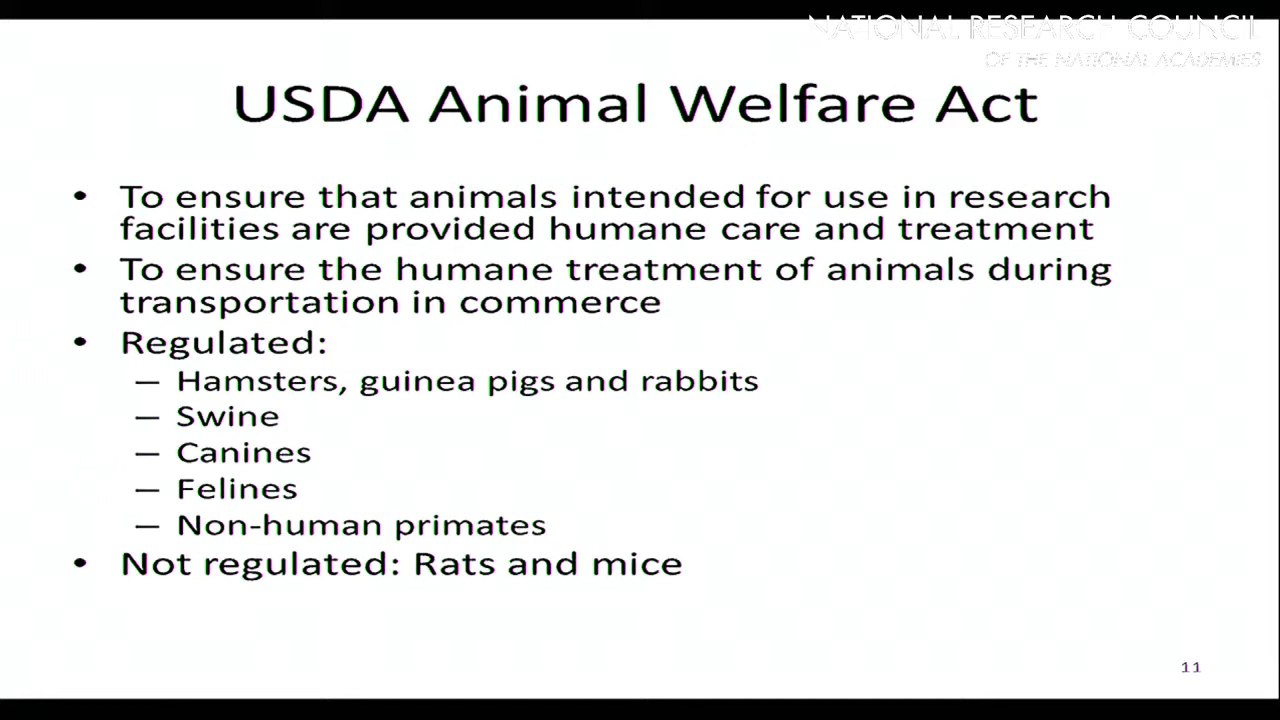 NATIONAL RESEARCH COUNCIL
OF THE NATIONAL ACADEMIES
USDA Animal Welfare Act
• To ensure that animals intended for use in research
facilities are provided humane care and treatment
• To ensure the humane treatment of animals during
transportation in commerce
• Regulated:
– Hamsters, guinea pigs and rabbits
– Swine
– Canines
– Felines
– Non-human primates
• Not regulated: Rats and mice
11